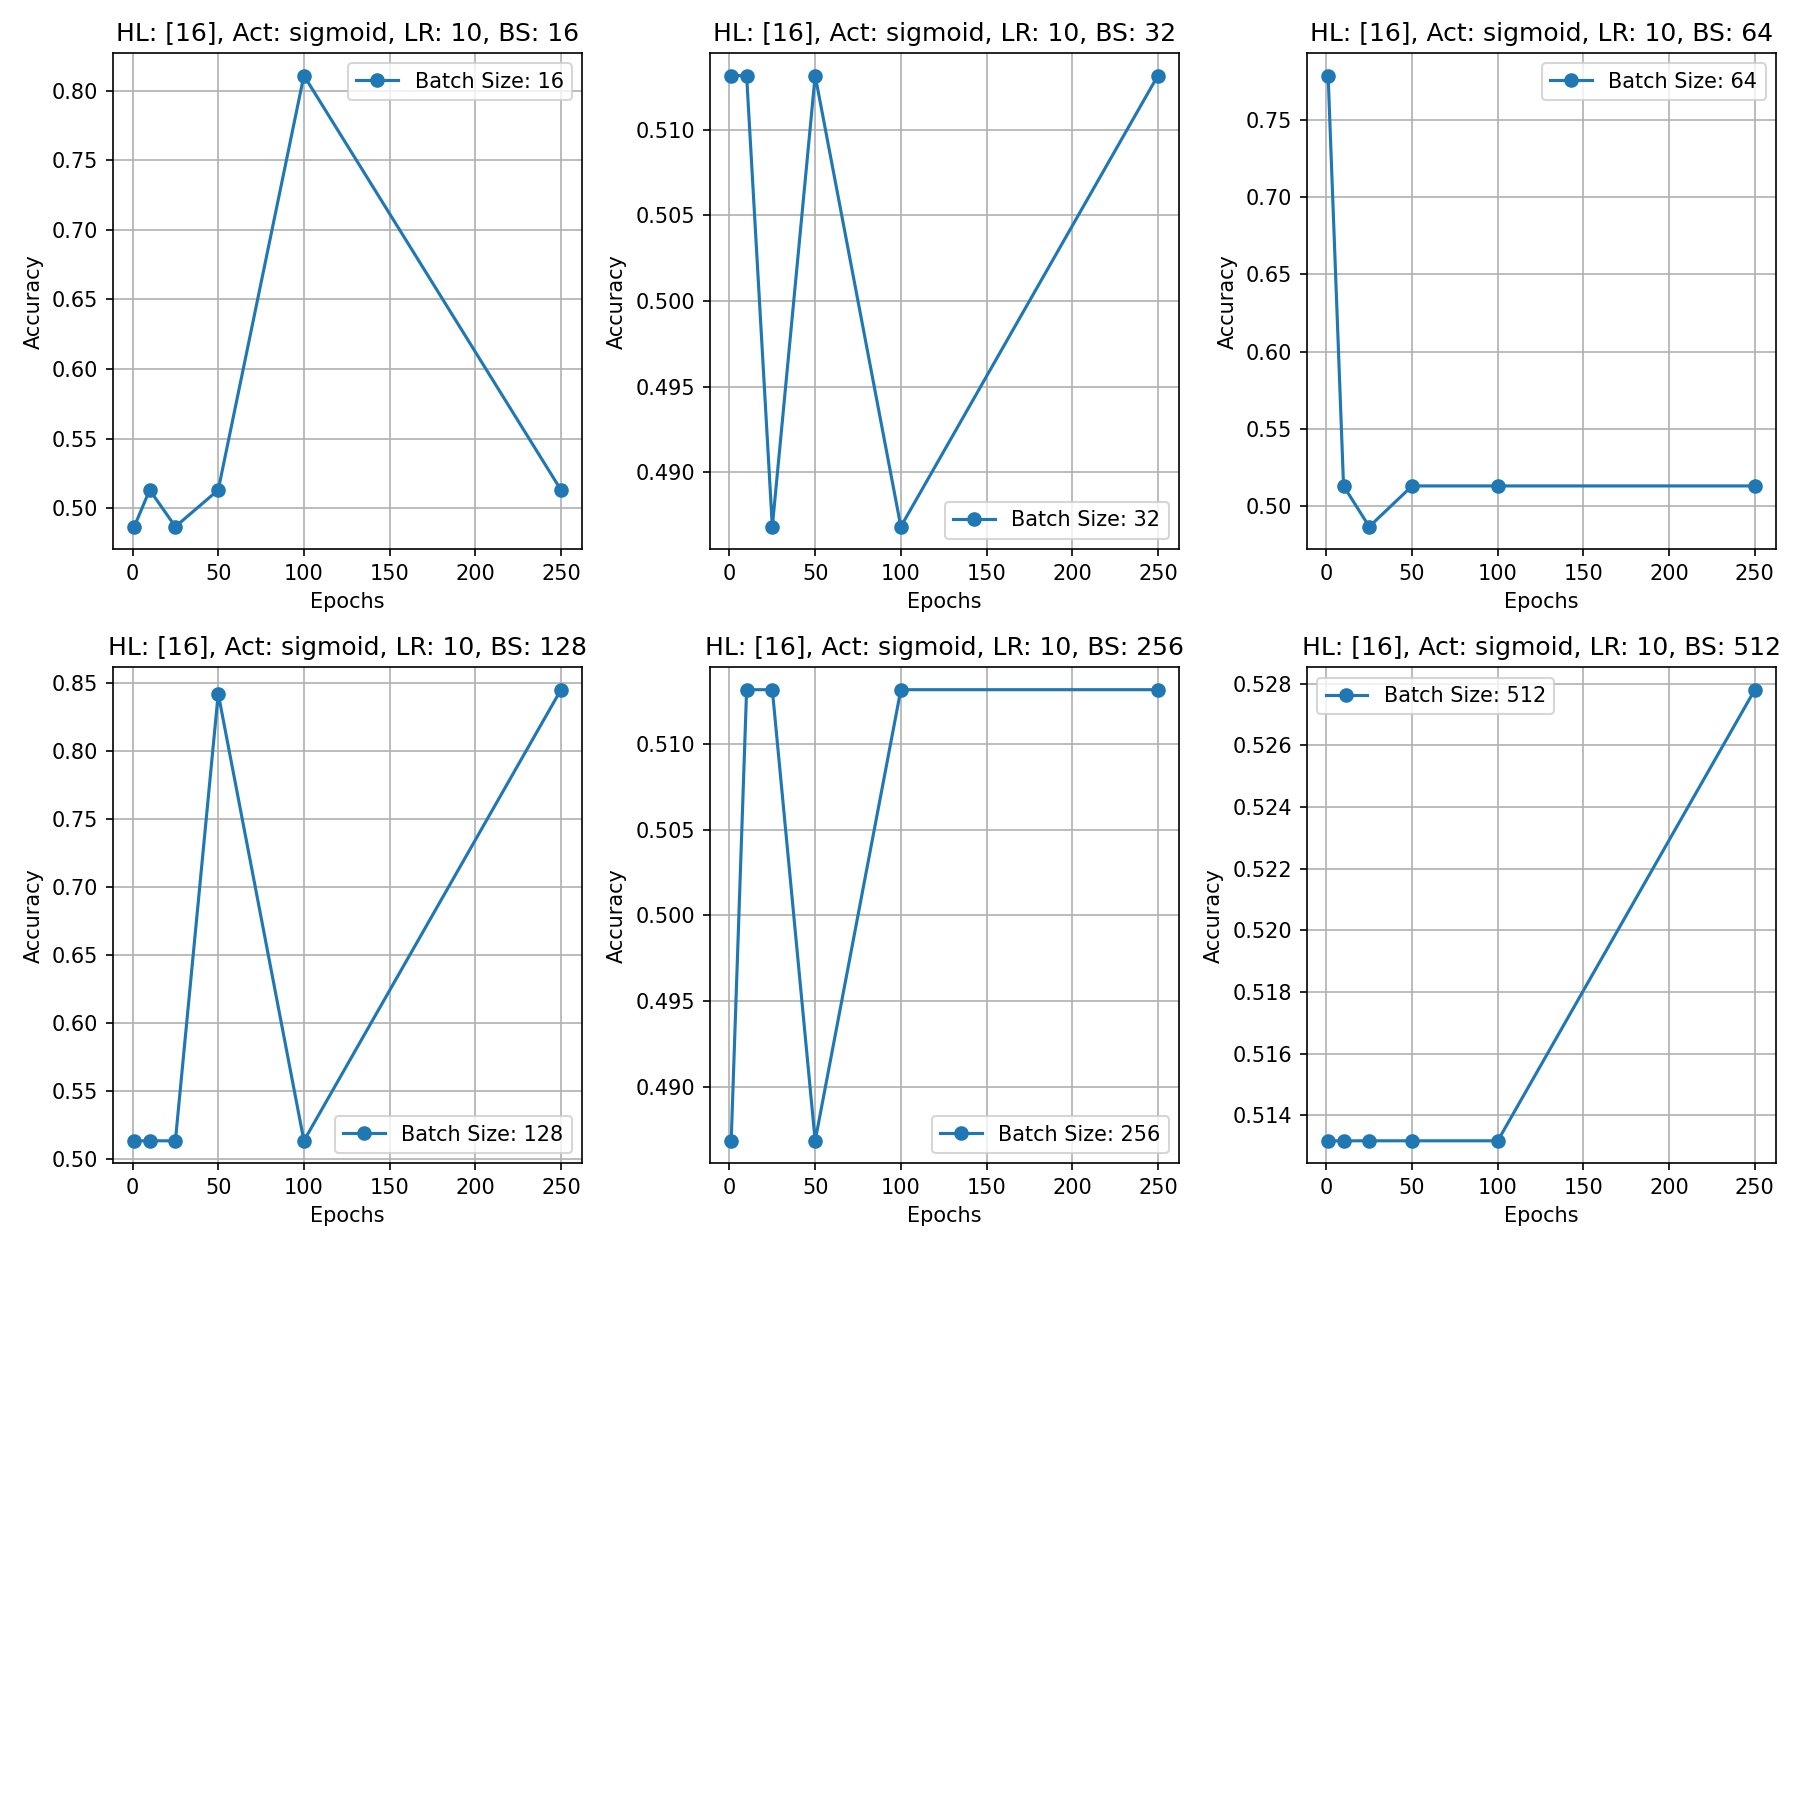 HL: [16], Act: sigmoid, LR: 10, BS: 16
Batch Size: 16
Accuracy
0.80
0.75
0.70
0.65
0.60
0.55
0.50
0 50 100 150 200 250
Epochs
HL: [16], Act: sigmoid, LR: 10, BS: 32
Accuracy
0.510
0.505
0.500
0.495
0.490
Batch Size: 32
0 50 100 150 200 250
Epochs
HL: [16], Act: sigmoid, LR: 10, BS: 64
Batch Size: 64
Accuracy
0.75
0.70
0.65
0.60
0.55
0.50
0 50 100 150 200 250
Epochs
HL: [16], Act: sigmoid, LR: 10, BS: 128
Accuracy
0.85
0.80
0.75
0.70
0.65
0.60
0.55
0.50
Batch Size: 128
0 50 100 150 200 250
Epochs
HL: [16], Act: sigmoid, LR: 10, BS: 256
Accuracy
0.510
0.505
0.500
0.495
0.490
Batch Size: 256
0 50 100 150 200 250
Epochs
HL: [16], Act: sigmoid, LR: 10, BS: 512
Batch Size: 512
Accuracy
0.528
0.526
0.524
0.522
0.520
0.518
0.516
0.514
0 50 100 150 200 250
Epochs